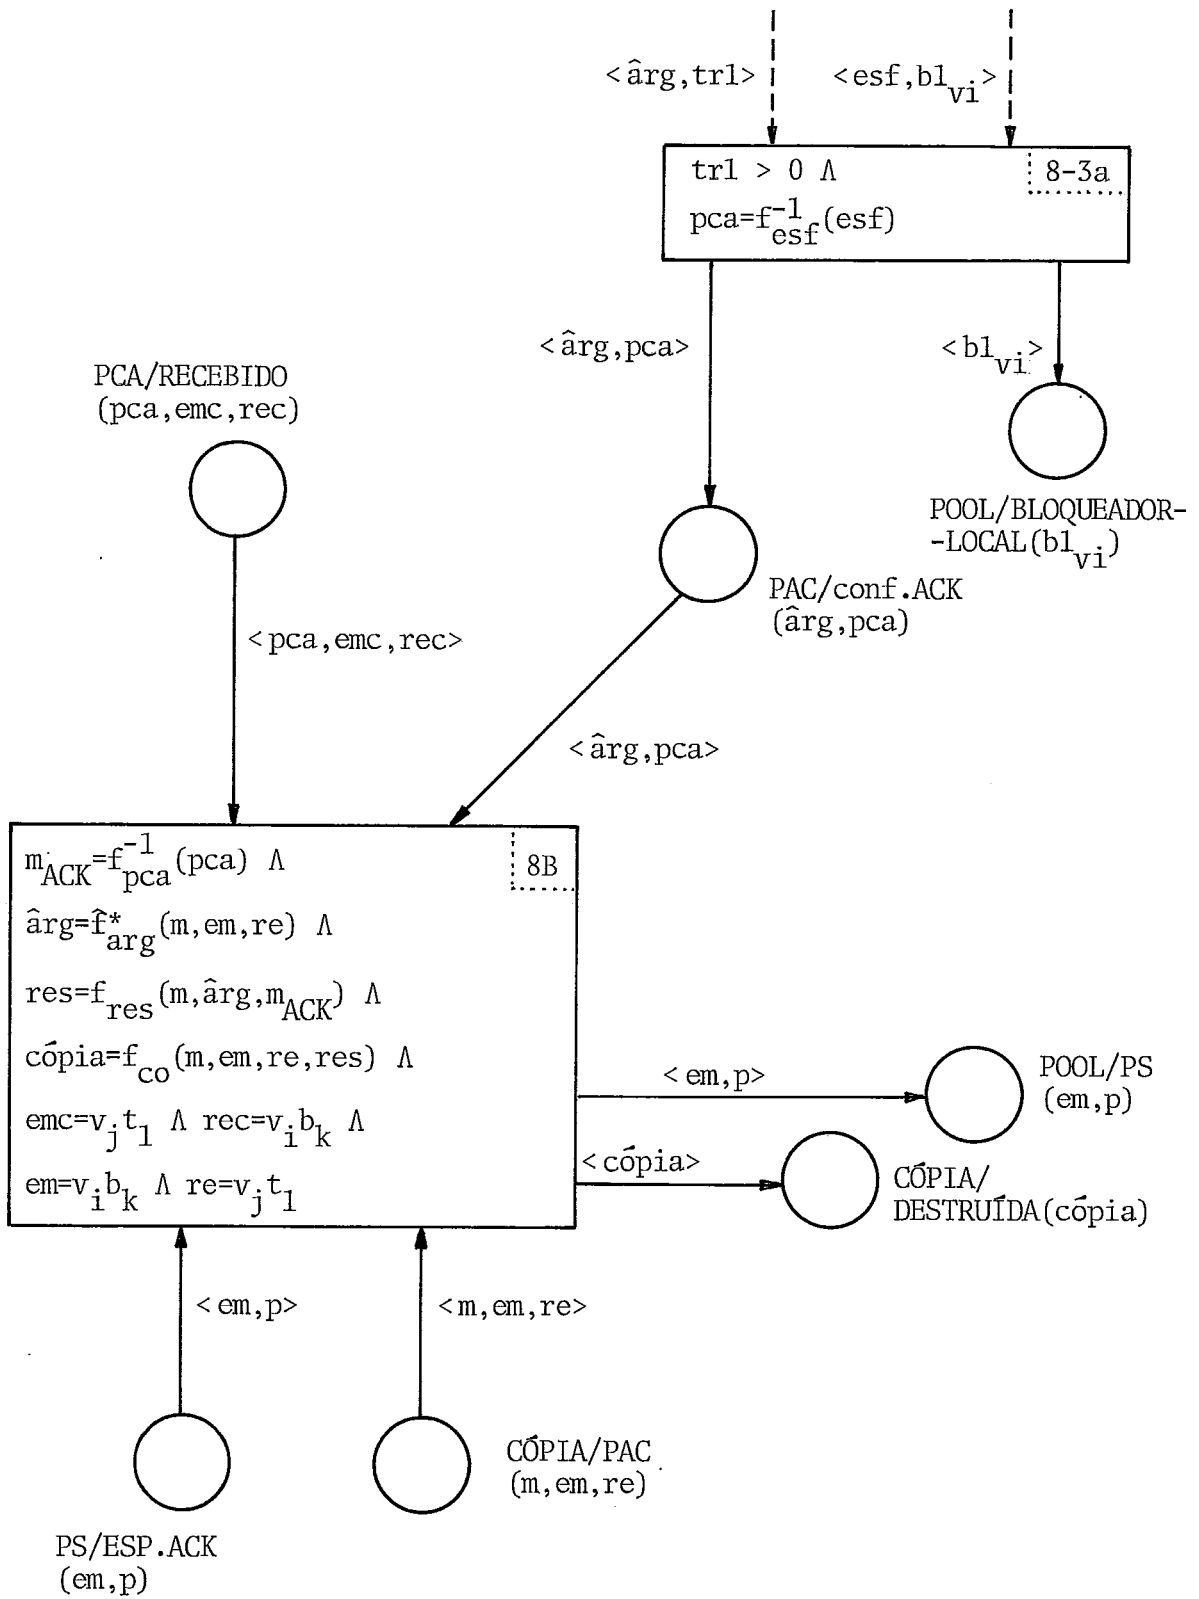 <ârg,tr1>
<esf,bl_vi>
tr1 > 0 Λ
8-3a
pca=f⁻¹_esf(esf)
<ârg,pca>
<bl_vi>
PCA/RECEBIDO
(pca,emc,rec)
POOL/BLOQUEADOR-
-LOCAL(bl_vi)
PAC/conf.ACK
(ârg,pca)
<pca,emc,rec>
<ârg,pca>
m_ACK=f⁻¹_pca(pca) Λ
8B
ârg=f̂*_arg(m,em,re) Λ
res=f_res(m,ârg,m_ACK) Λ
cópia=f_co(m,em,re,res) Λ
emc=v_jt_l Λ rec=v_ib_k Λ
em=v_ib_k Λ re=v_jt_l
<em,p>
POOL/PS
(em,p)
<cópia>
CÓPIA/
DESTRUÍDA(cópia)
<em,p>
<m,em,re>
CÓPIA/PAC
(m,em,re)
PS/ESP.ACK
(em,p)